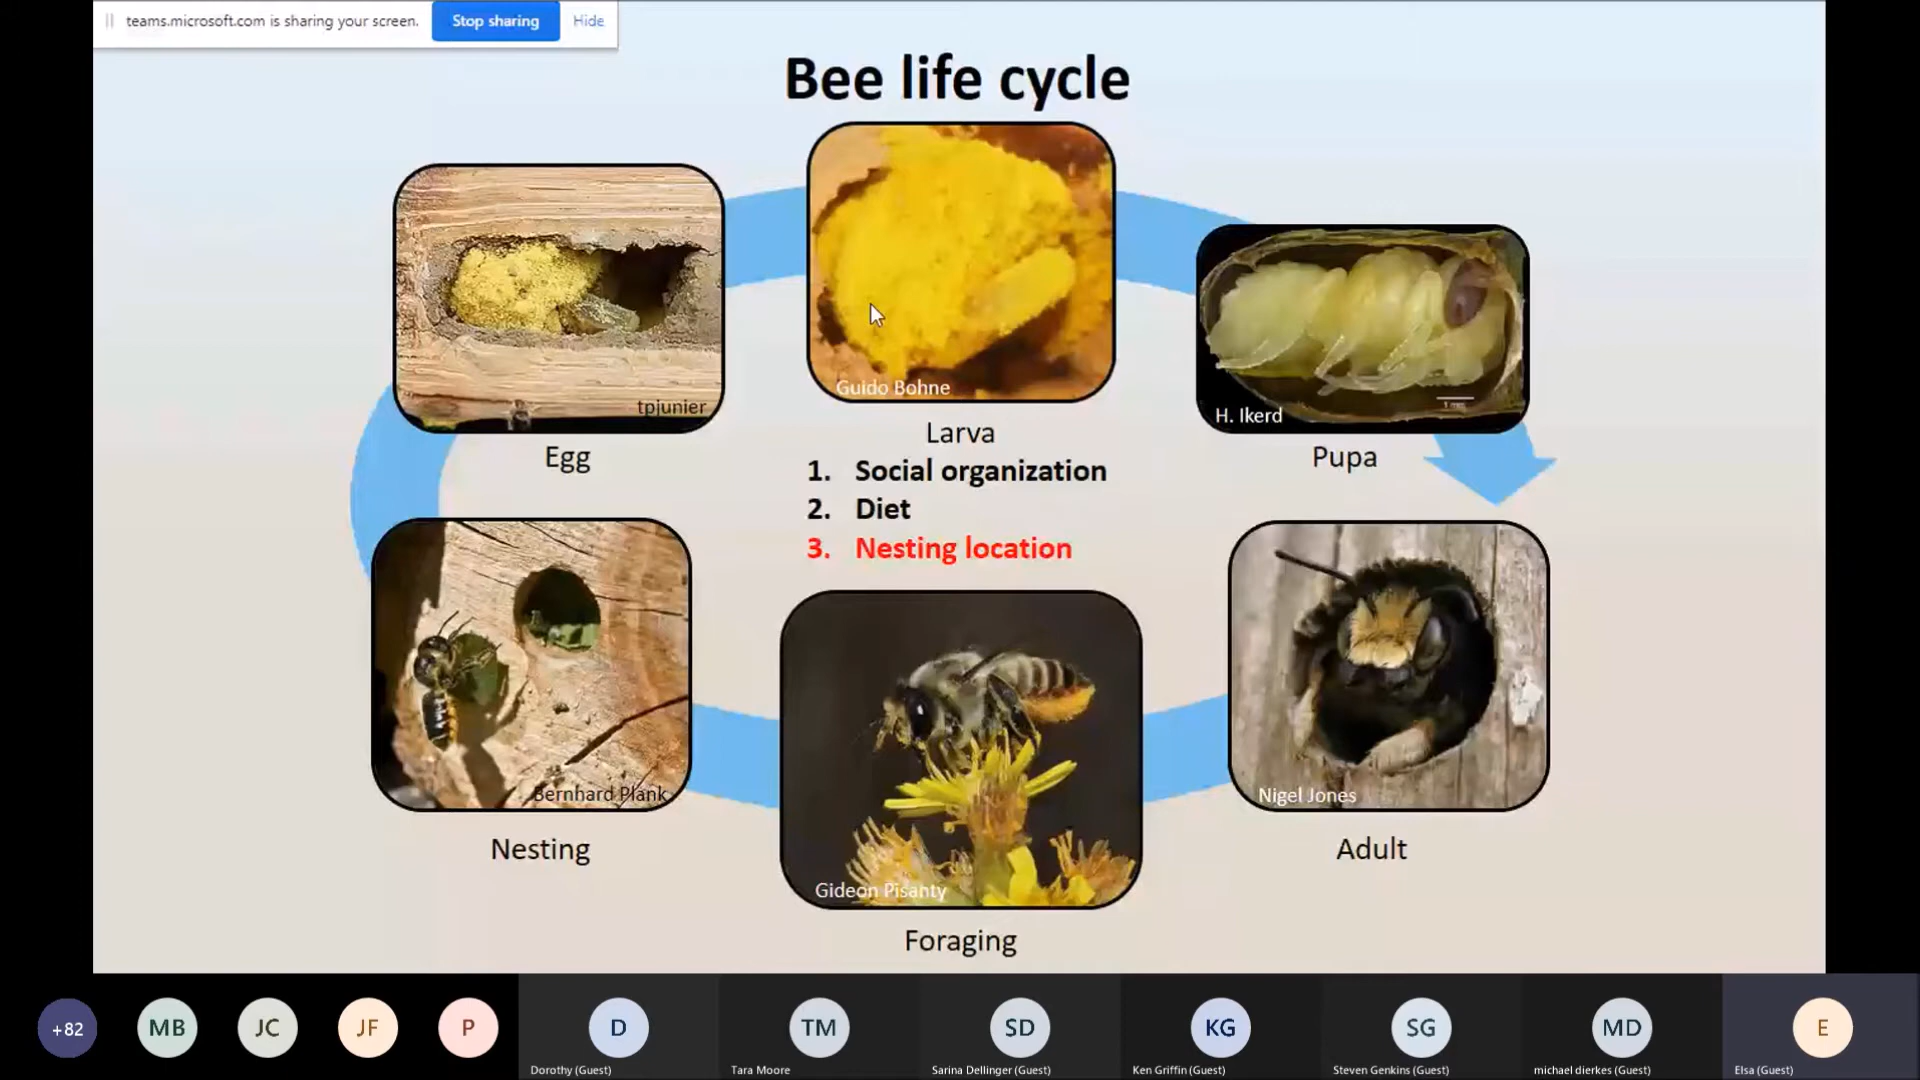 teams.microsoft.com is sharing your screen.
Stop sharing
Hide
Bee life cycle
tpjunier
Egg
Guido Bohne
Larva
H. Ikerd
1 mm
Pupa
1. Social organization
2. Diet
3. Nesting location
Bernhard Plank
Nesting
Gideon Pisanty
Foraging
Nigel Jones
Adult
+82
MB
JC
JF
P
D
Dorothy (Guest)
TM
Tara Moore
SD
Sarina Dellinger (Guest)
KG
Ken Griffin (Guest)
SG
Steven Genkins (Guest)
MD
michael dierkes (Guest)
E
Elsa (Guest)